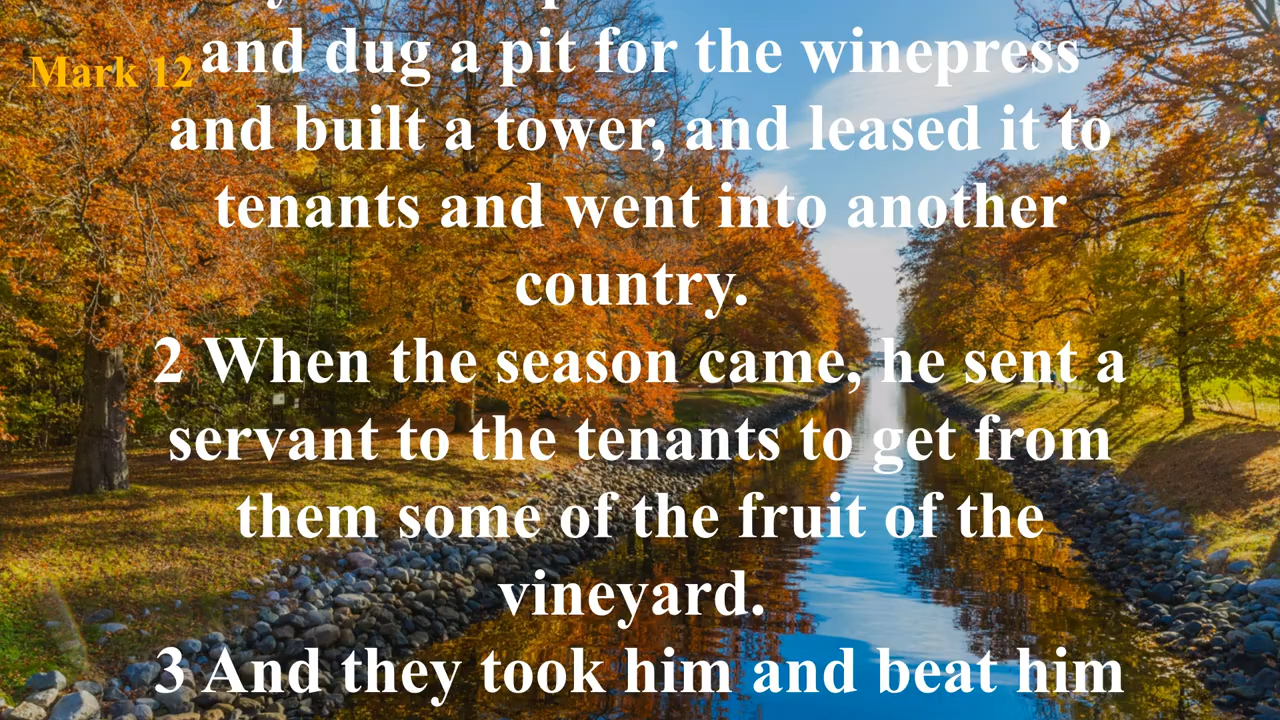 Mark 12
and dug a pit for the winepress
and built a tower, and leased it to
tenants and went into another
country.
2 When the season came, he sent a
servant to the tenants to get from
them some of the fruit of the
vineyard.
3 And they took him and beat him